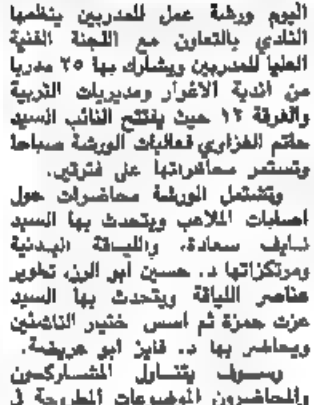 اليوم ورشة عمل للمدربين ينظمها
النادي بالتعاون مع اللجنة الفنية
العليا للمدربين ويشارك بها ٢٥ مدربا
من اندية الاغوار ومديريات التربية
والفرقة ١٢ حيث يفتتح النائب السيد
حاتم الغزاوي فعاليات الورشة صباحا
وتستمر محاضراتها على فترتين.
وتشتمل الورشة محاضرات حول
اصابات الملاعب ويتحدث بها السيد
نايف سعادة، واللياقة البدنية
ومرتكزاتها د. حسين ابو الرز، تطوير
عناصر اللياقة ويتحدث بها السيد
عزت حمزة ثم اسس ختيار الناشئين
ويحاضر بها د. فايز ابو عريضة.
وسوف يتناول المشاركون
والمحاضرون الموضوعات المطروحة في